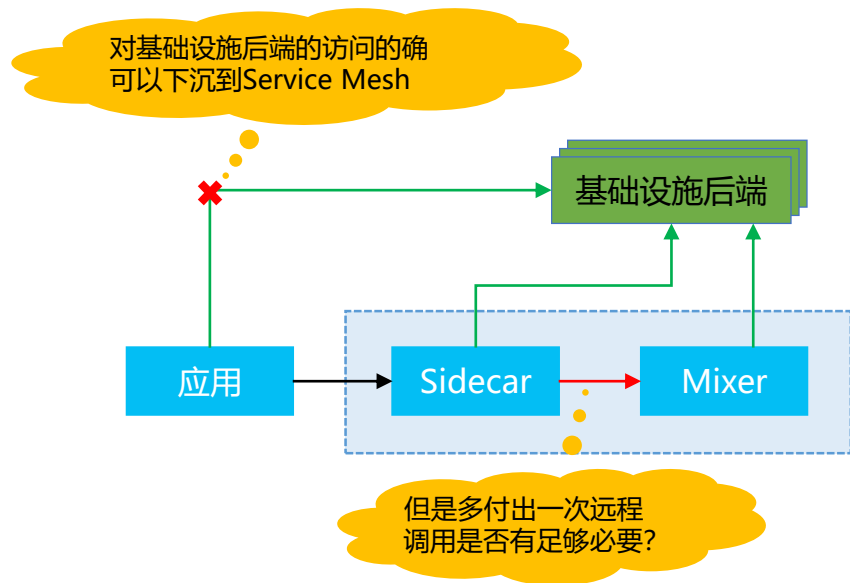 对基础设施后端的访问的确
可以下沉到Service Mesh
基础设施后端
应用
Sidecar
Mixer
但是多付出一次远程
调用是否有足够必要?